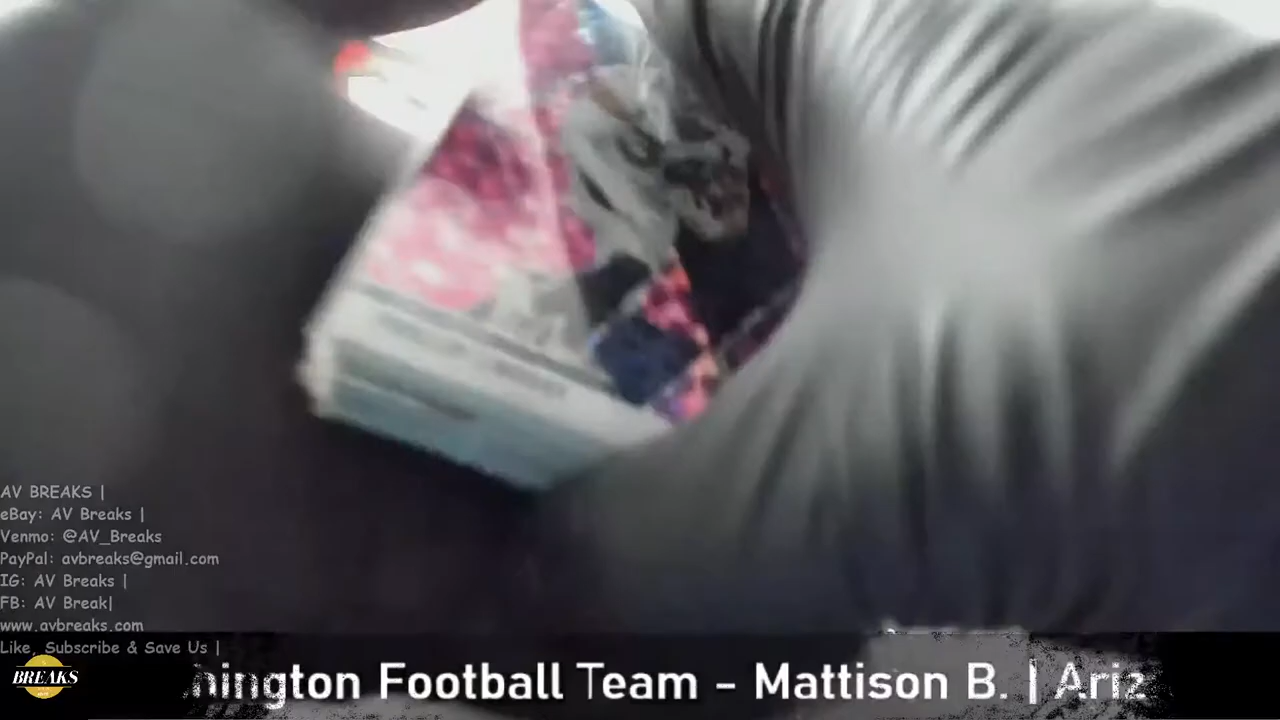 AV BREAKS |
eBay: AV Breaks |
Venmo: @AV_Breaks
PayPal: avbreaks@gmail.com
IG: AV Breaks |
FB: AV Break|
www.avbreaks.com
Like, Subscribe & Save Us |
BREAKS
hington Football Team - Mattison B. | Ariz